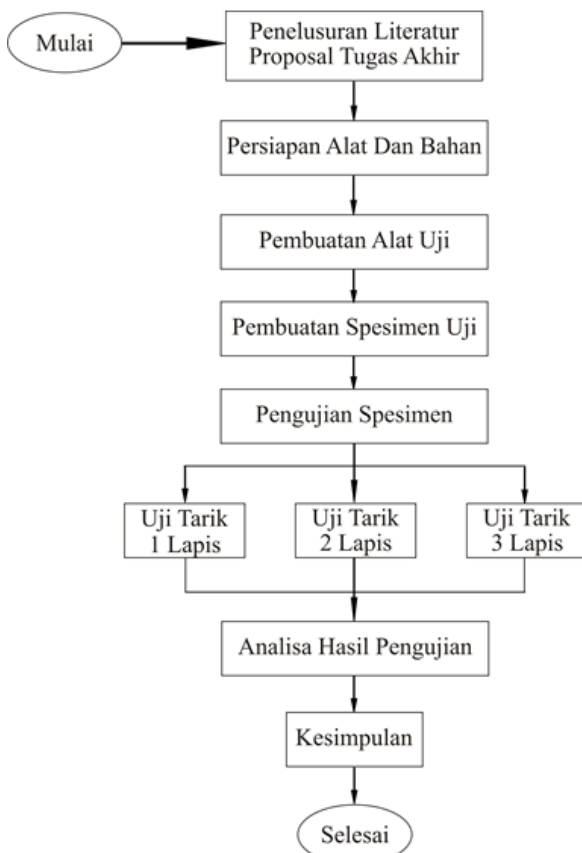 Mulai
Penelusuran Literatur
Proposal Tugas Akhir
Persiapan Alat Dan Bahan
Pembuatan Alat Uji
Pembuatan Spesimen Uji
Pengujian Spesimen
Uji Tarik
1 Lapis
Uji Tarik
2 Lapis
Uji Tarik
3 Lapis
Analisa Hasil Pengujian
Kesimpulan
Selesai